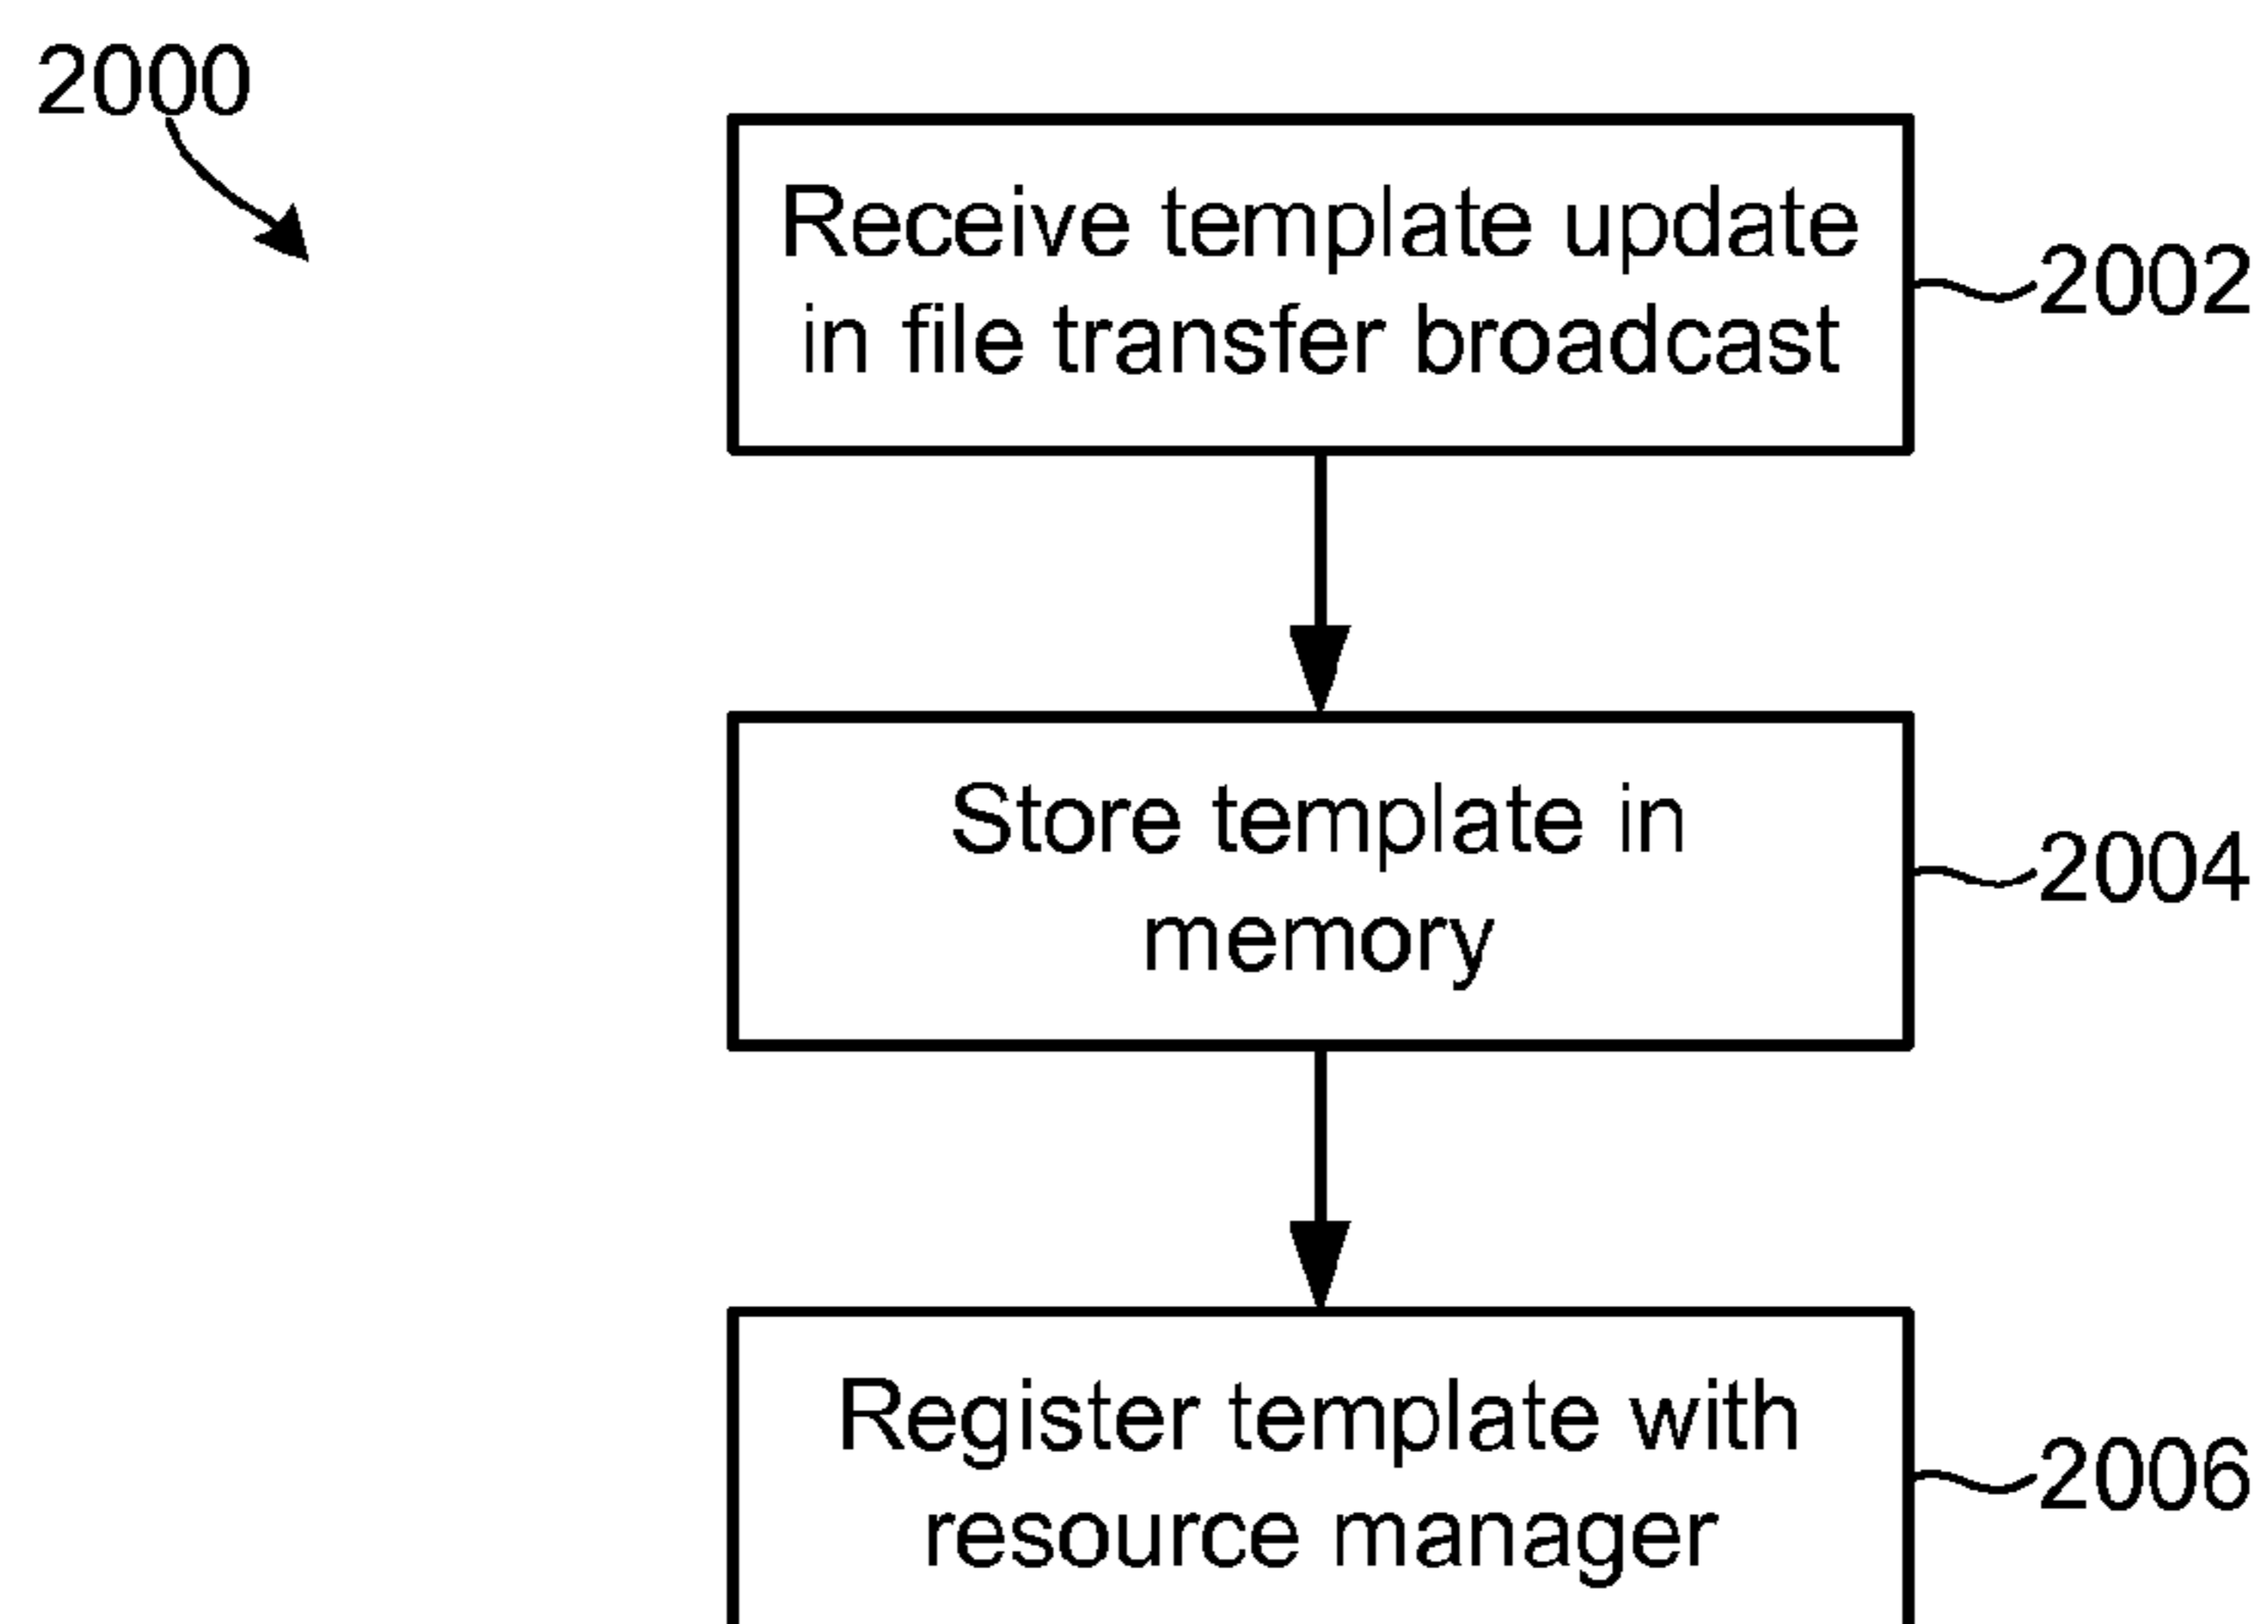 2000
Receive template update
in file transfer broadcast
2002
Store template in
memory
2004
Register template with
resource manager
2006